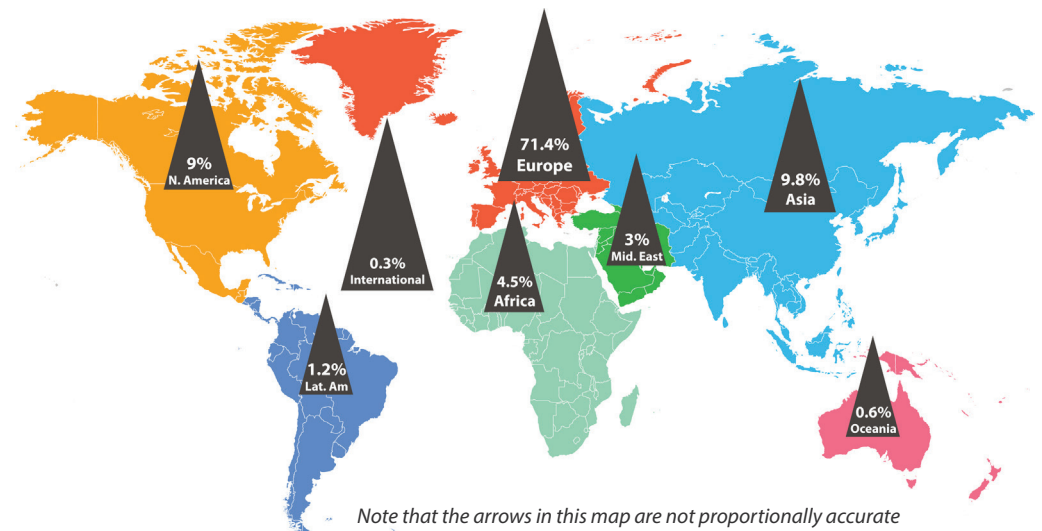 9%
N. America
0.3%
International
71.4%
Europe
9.8%
Asia
3%
Mid. East
4.5%
Africa
1.2%
Lat. Am
0.6%
Oceania
Note that the arrows in this map are not proportionally accurate